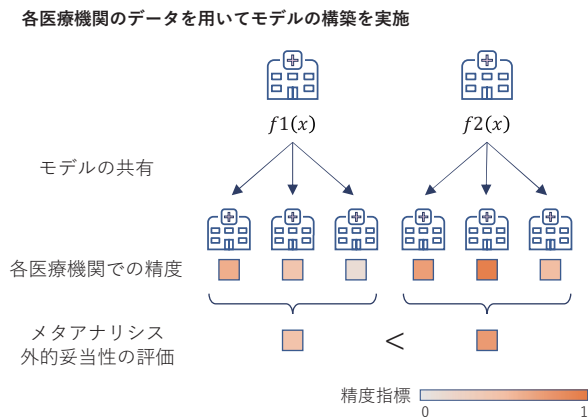 各医療機関のデータを用いてモデルの構築を実施
f1(x)
f2(x)
モデルの共有
各医療機関での精度
メタアナリシス
外的妥当性の評価
<
精度指標
0
1